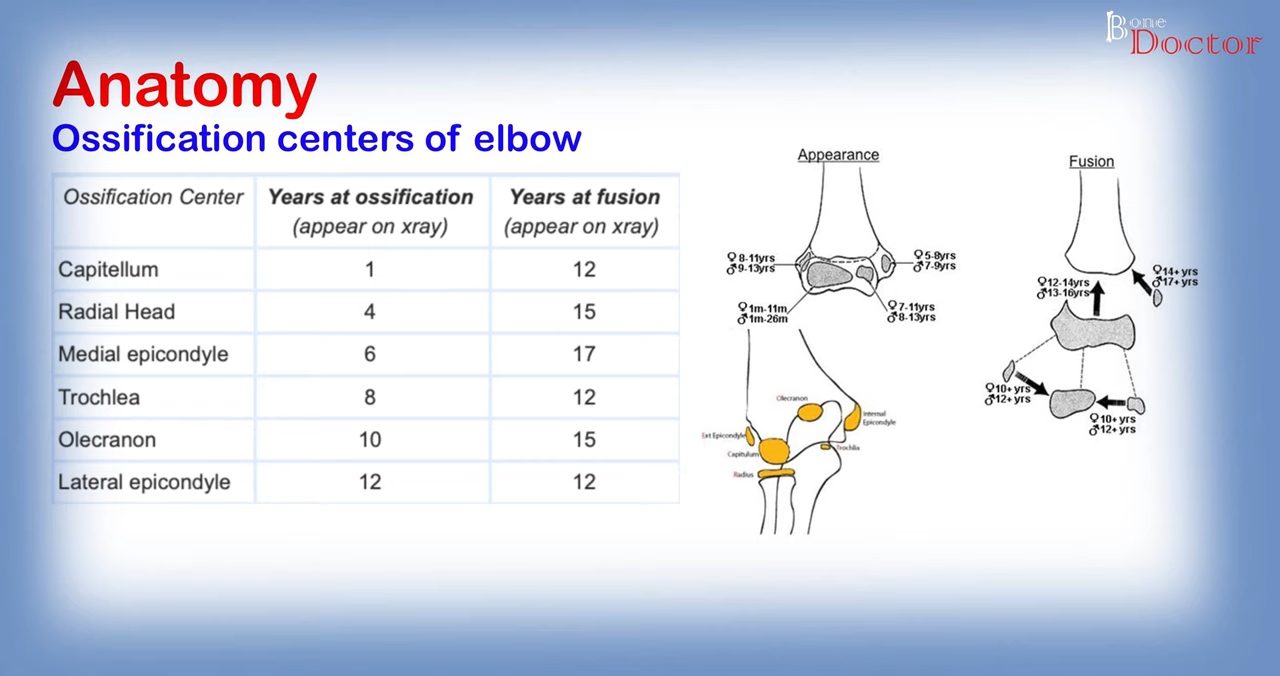 Bone
Doctor
Anatomy
Ossification centers of elbow
Ossification Center
Years at ossification
(appear on xray)
Years at fusion
(appear on xray)
Capitellum 1 12
Radial Head 4 15
Medial epicondyle 6 17
Trochlea 8 12
Olecranon 10 15
Lateral epicondyle 12 12
Appearance
♀8-11yrs
♂9-13yrs
♀5-8yrs
♂7-9yrs
♀1m-11m
♂1m-26m
♀7-11yrs
♂8-13yrs
Olecranon
Internal
Epicondyle
Ext Epicondyle
Capitulum
Trochlia
Radius
Fusion
♀14+ yrs
♂17+ yrs
♀12-14yrs
♂13-16yrs
♀10+ yrs
♂12+ yrs
♀10+ yrs
♂12+ yrs